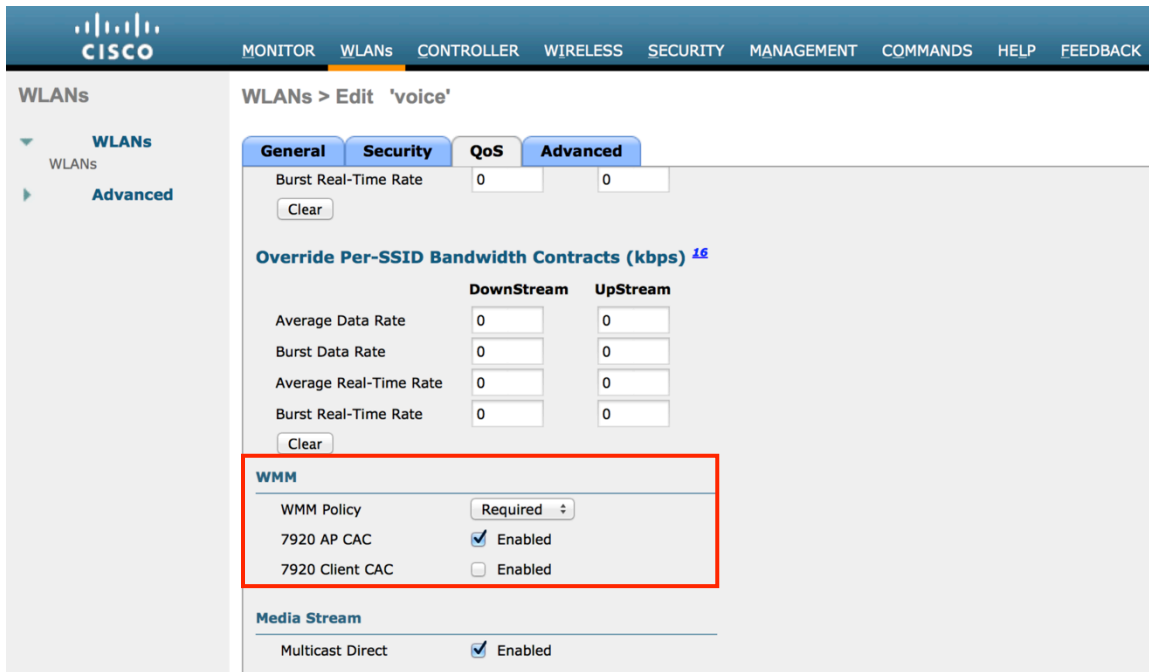 CISCO
MONITOR WLANs CONTROLLER WIRELESS SECURITY MANAGEMENT COMMANDS HELP FEEDBACK
WLANs
WLANs > Edit 'voice'
WLANs
WLANs
Advanced
General Security QoS Advanced
Burst Real-Time Rate 0 0
Clear
Override Per-SSID Bandwidth Contracts (kbps) 16
DownStream UpStream
Average Data Rate 0 0
Burst Data Rate 0 0
Average Real-Time Rate 0 0
Burst Real-Time Rate 0 0
Clear
WMM
WMM Policy Required
7920 AP CAC Enabled
7920 Client CAC Enabled
Media Stream
Multicast Direct Enabled